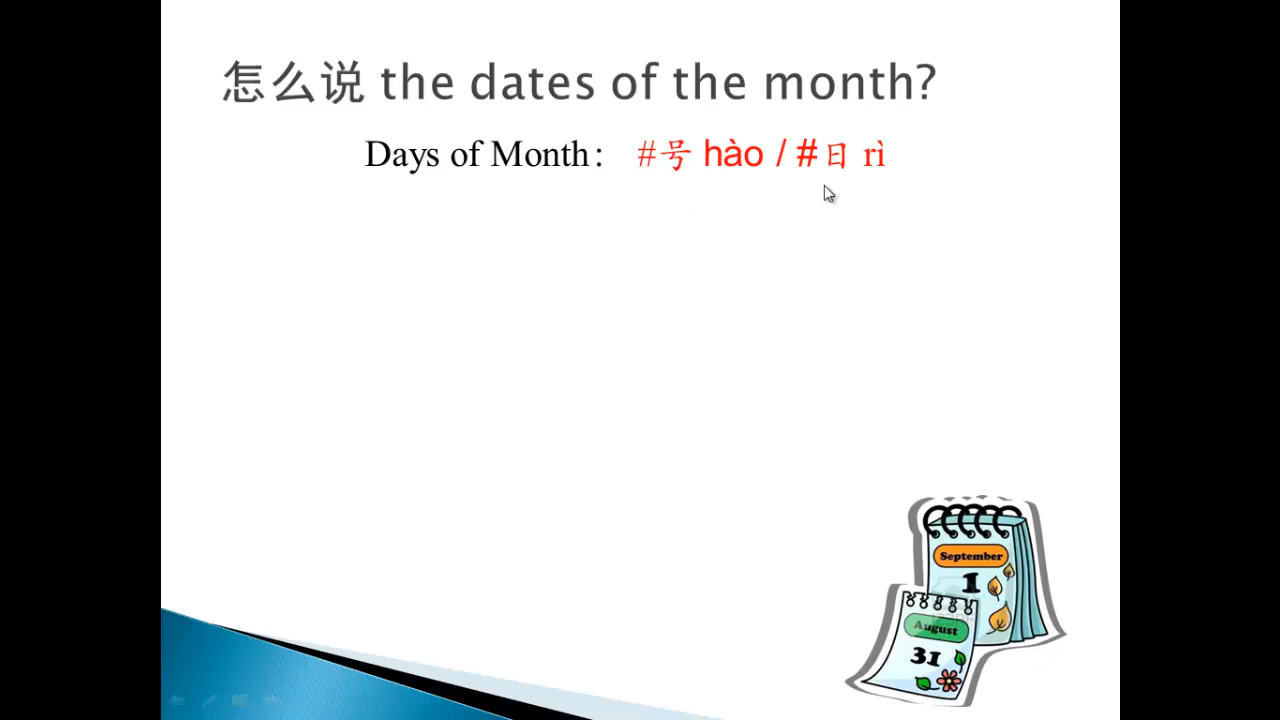 怎么说 the dates of the month?
Days of Month: #号 hào / #日 rì
September
1
August
31